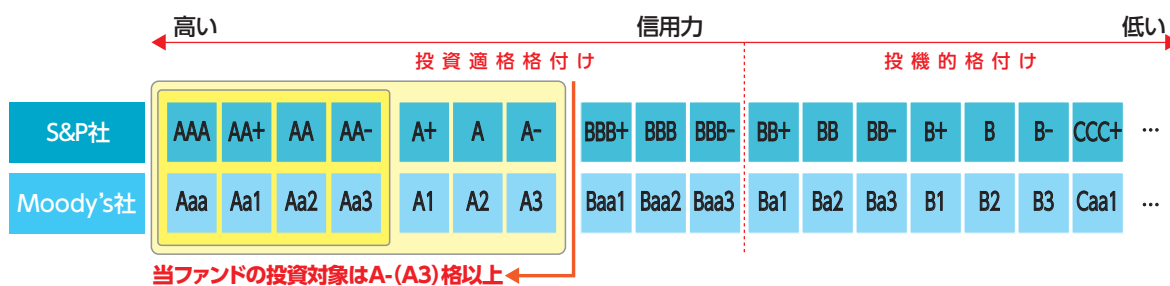 高い 信用力 低い
投資適格格付け 投機的格付け
S&P社 AAA AA+ AA AA- A+ A A- BBB+ BBB BBB- BB+ BB BB- B+ B B- CCC+ …
Moody's社 Aaa Aa1 Aa2 Aa3 A1 A2 A3 Baa1 Baa2 Baa3 Ba1 Ba2 Ba3 B1 B2 B3 Caa1 …
当ファンドの投資対象はA-(A3)格以上